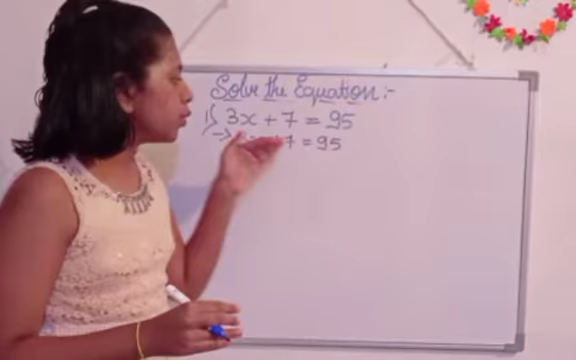 Solve the Equation:-
1) 3x + 7 = 95
→ 7 = 95